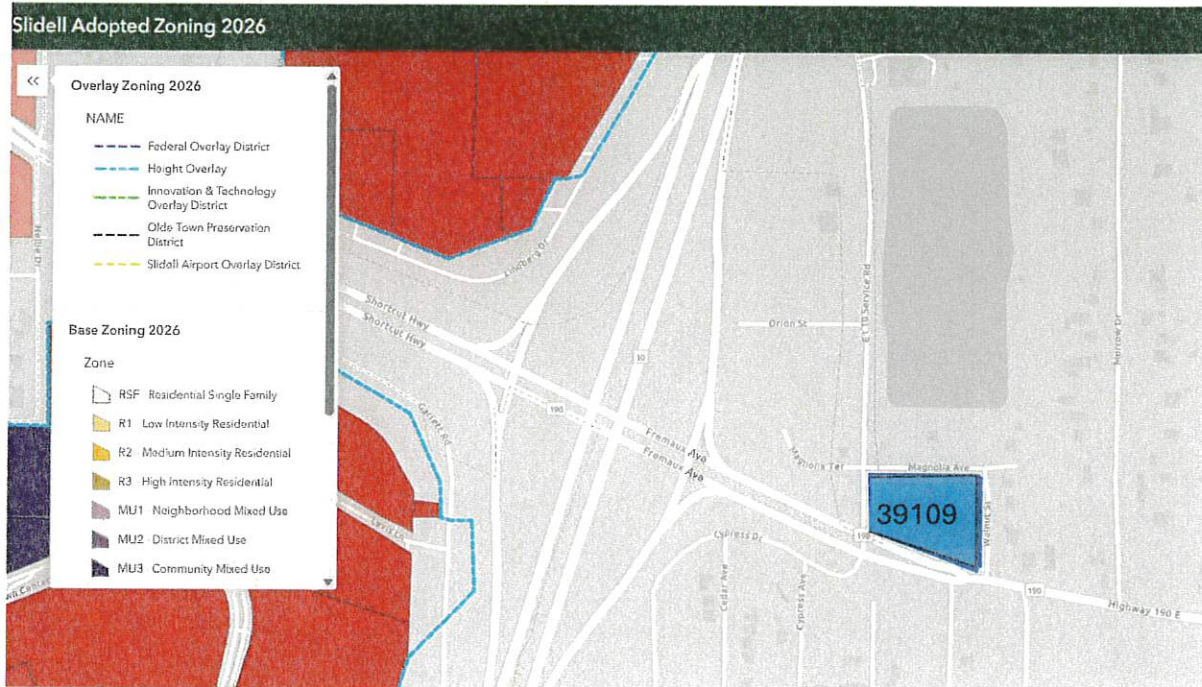 Slidell Adopted Zoning 2026
<<
Overlay Zoning 2026
NAME
Federal Overlay District
Height Overlay
Innovation & Technology
Overlay District
Olde Town Preservation
District
Slidell Airport Overlay District
Base Zoning 2026
Zone
RSF Residential Single Family
R1 Low Intensity Residential
R2 Medium Intensity Residential
R3 High Intensity Residential
MU1 Neighborhood Mixed Use
MU2 District Mixed Use
MU3 Community Mixed Use
Lindberg Dr
Shortcut Hwy
Shortcut Hwy
10
190
Garrett Rd
Fremaux Ave
Fremaux Ave
Orion St
E I 10 Service Rd
Morrow Dr
Magnolia Ter
Magnolia Ave
39109
Walnut St
190
Cypress Dr
Cedar Ave
Cypress Ave
190
Highway 190 E